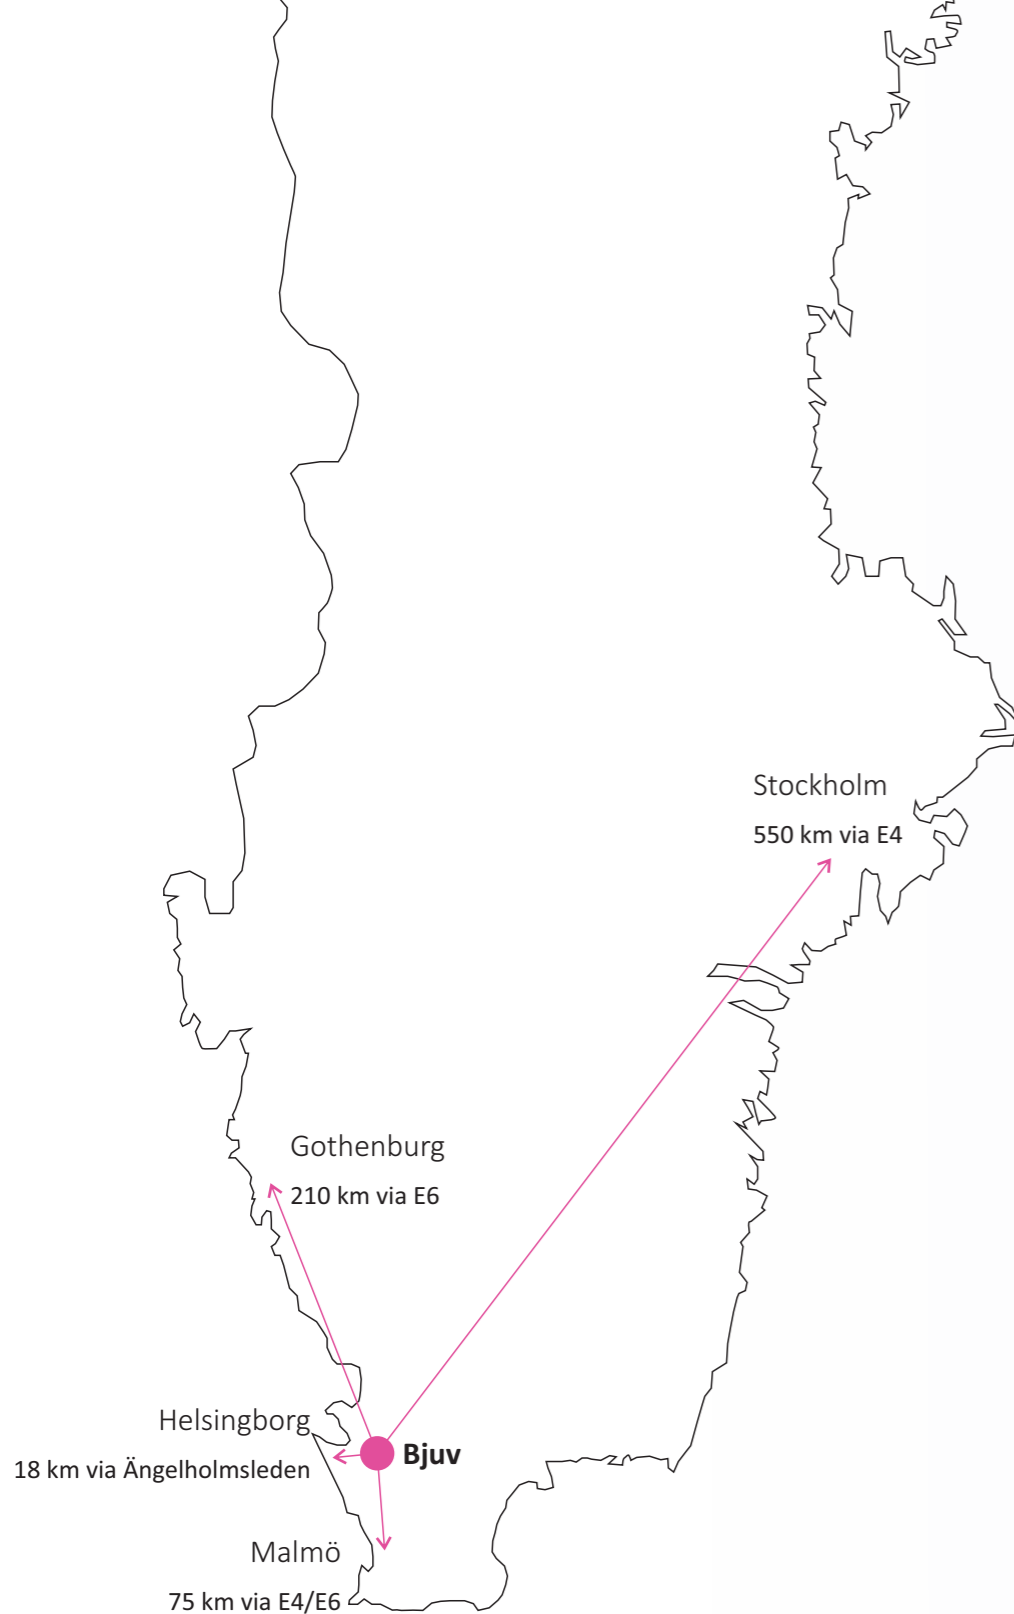 Stockholm
550 km via E4
Gothenburg
210 km via E6
Helsingborg
18 km via Ängelholmsleden
Bjuv
Malmö
75 km via E4/E6